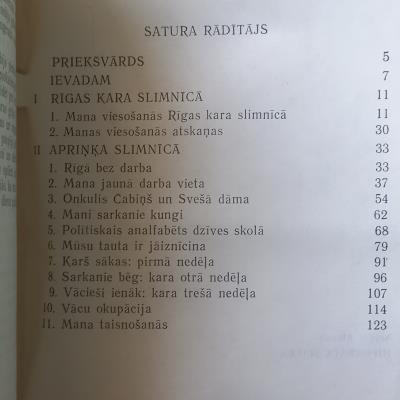 SATURA RĀDĪTĀJS
PRIEKSVĀRDS 5
IEVADAM 7
I RĪGAS KARA SLIMNĪCĀ 11
1. Mana viesošanās Rīgas kara slimnīcā 11
2. Manas viesošanās atskaņas 30
II APRIŅĶA SLIMNĪCĀ 33
1. Rīgā bez darba 33
2. Mana jaunā darba vieta 37
3. Onkulis Cabiņš un Svešā dāma 54
4. Mani sarkanie kungi 62
5. Politiskais analfabēts dzīves skolā 68
6. Mūsu tauta ir jāiznīcina 79
7. Karš sākas: pirmā nedēļa 91
8. Sarkanie bēg: kara otrā nedēļa 96
9. Vācieši ienāk: kara trešā nedēļa 107
10. Vācu okupācija 114
11. Mana taisnošanās 123